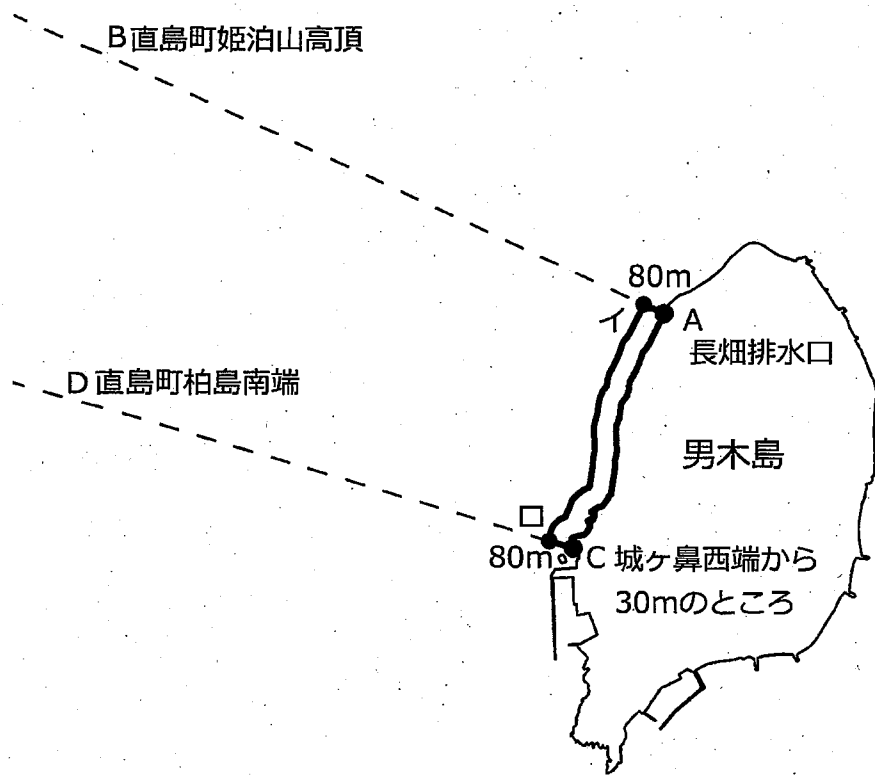 B直島町姫泊山高頂
80m
イ
A
長畑排水口
D直島町柏島南端
男木島
ロ
80m
C 城ヶ鼻西端から
30mのところ